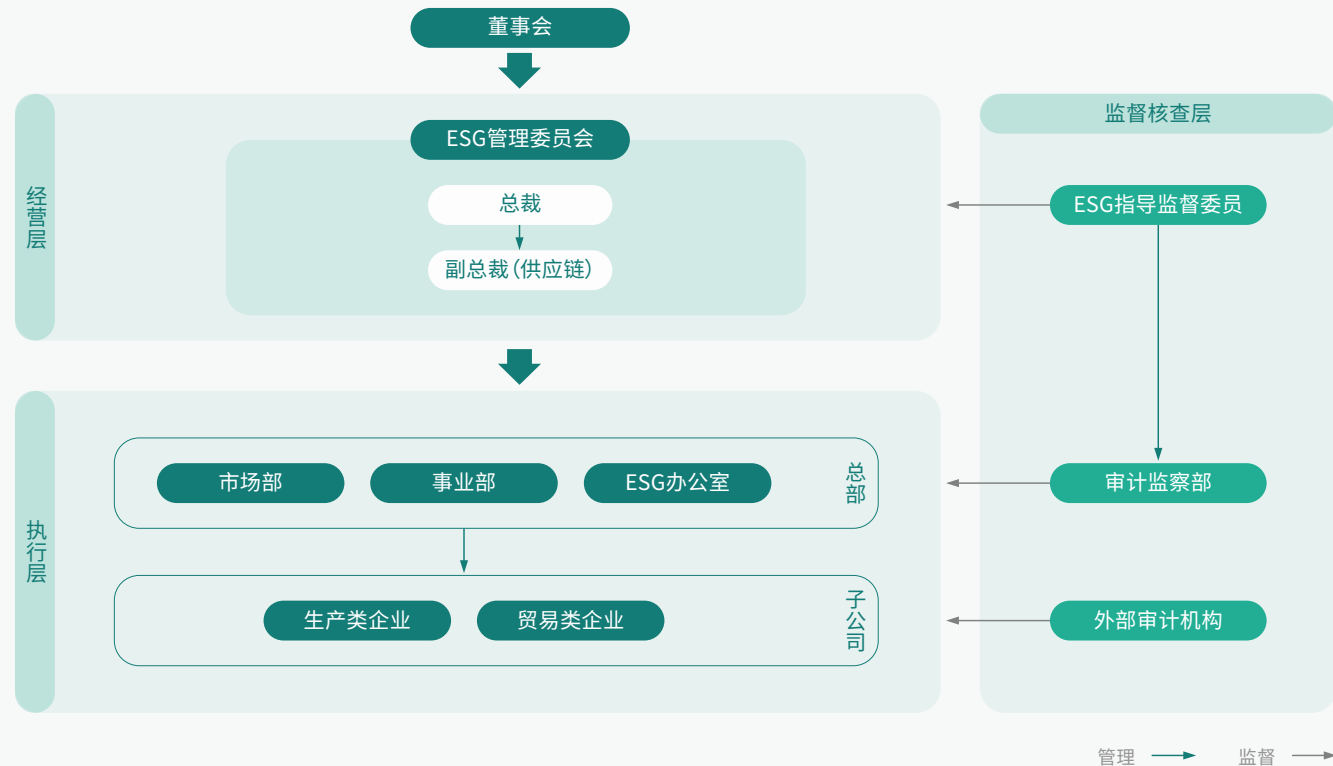 董事会
经营层
ESG管理委员会
总裁
副总裁(供应链)
监督核查层
ESG指导监督委员
执行层
市场部
事业部
ESG办公室
总部
审计监察部
生产类企业
贸易类企业
子公司
外部审计机构
管理
监督